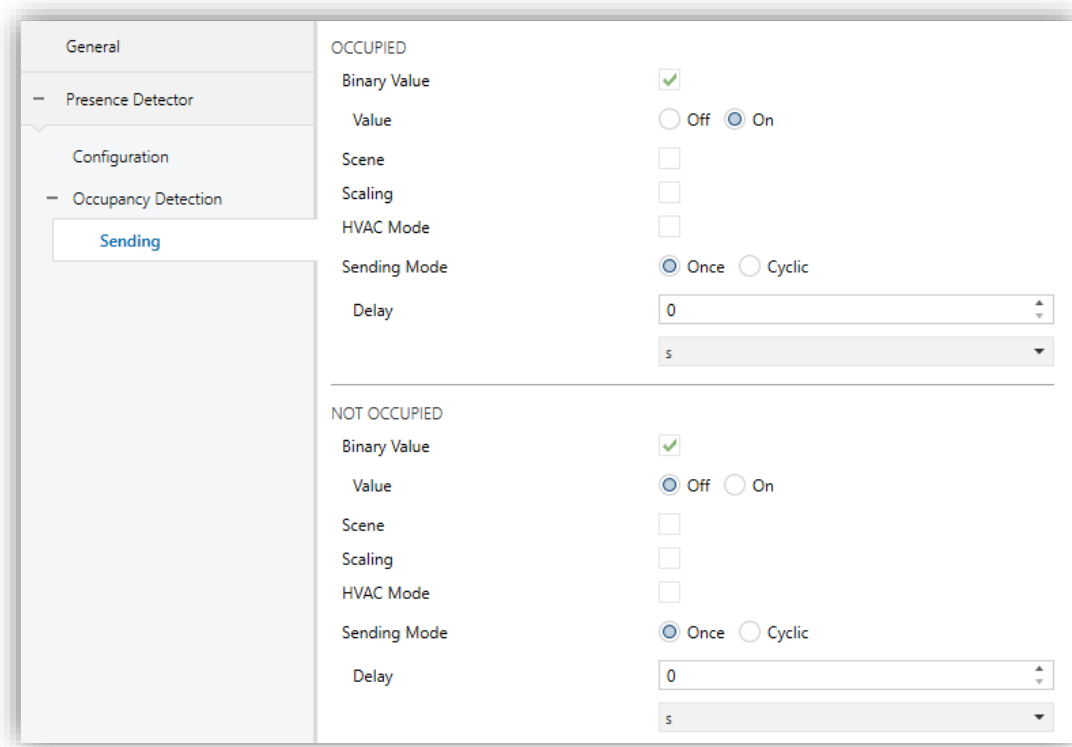 General
Presence Detector
Configuration
Occupancy Detection
Sending
OCCUPIED
Binary Value
Value Off On
Scene
Scaling
HVAC Mode
Sending Mode Once Cyclic
Delay 0
s
NOT OCCUPIED
Binary Value
Value Off On
Scene
Scaling
HVAC Mode
Sending Mode Once Cyclic
Delay 0
s